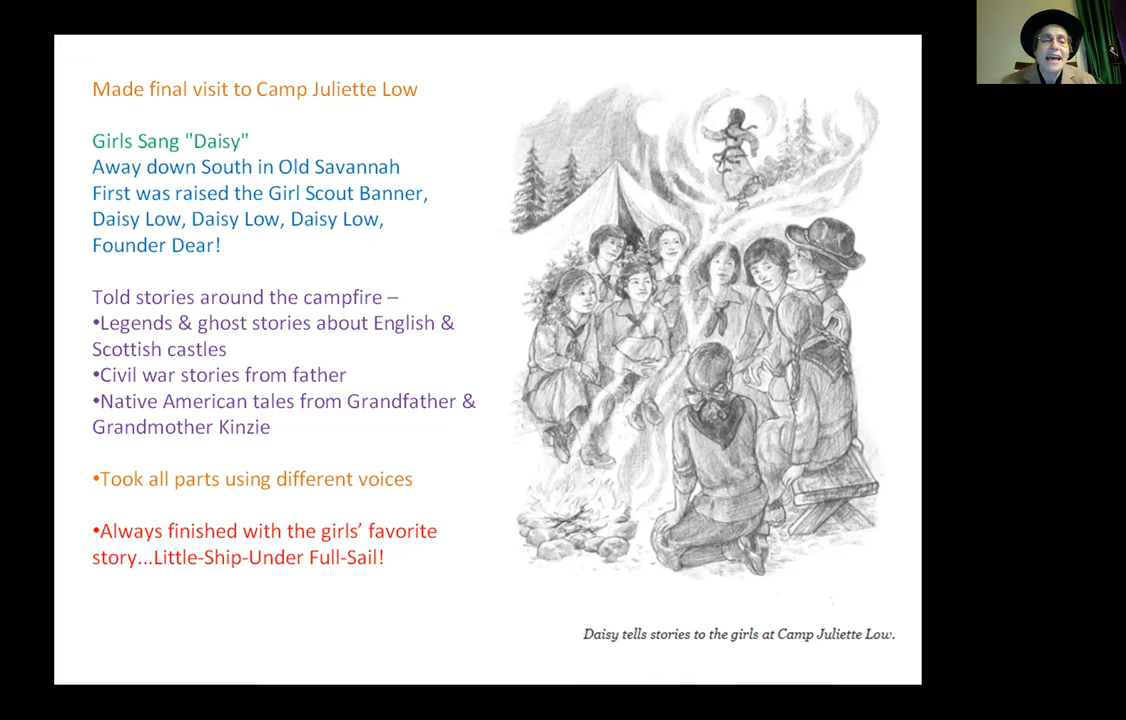 Made final visit to Camp Juliette Low
Girls Sang "Daisy"
Away down South in Old Savannah
First was raised the Girl Scout Banner,
Daisy Low, Daisy Low, Daisy Low,
Founder Dear!
Told stories around the campfire –
•Legends & ghost stories about English &
Scottish castles
•Civil war stories from father
•Native American tales from Grandfather &
Grandmother Kinzie
•Took all parts using different voices
•Always finished with the girls’ favorite
story...Little-Ship-Under Full-Sail!
Daisy tells stories to the girls at Camp Juliette Low.